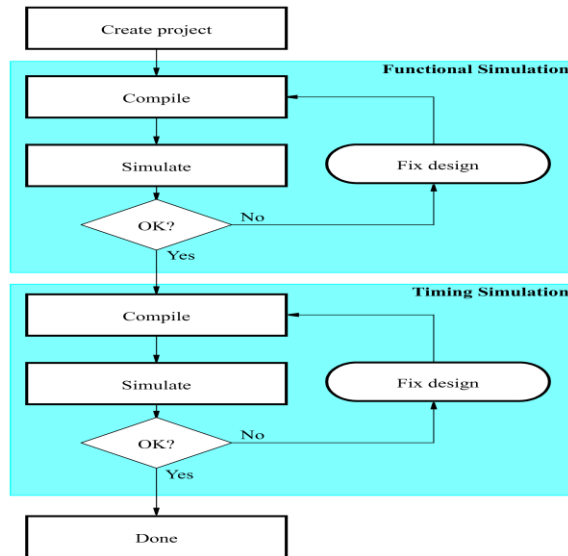 Create project
Functional Simulation
Compile
Simulate
Fix design
OK?
No
Yes
Timing Simulation
Compile
Simulate
Fix design
OK?
No
Yes
Done